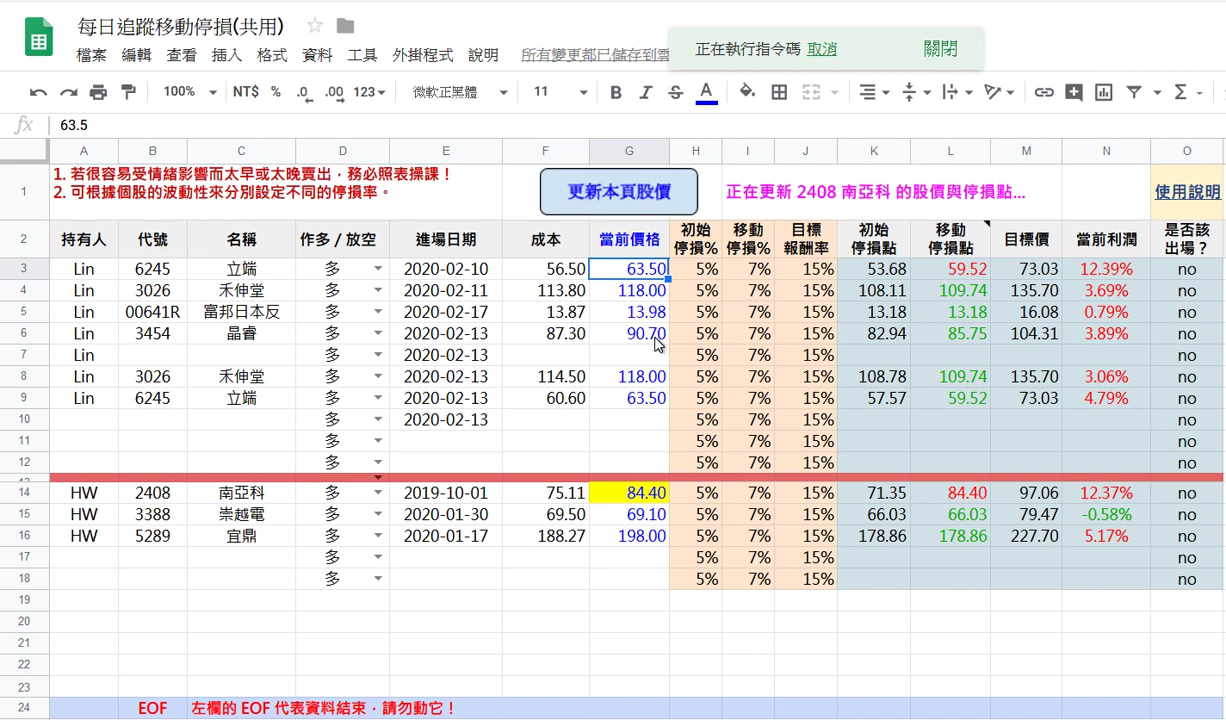 每日追蹤移動停損(共用)
檔案 編輯 查看 插入 格式 資料 工具 外掛程式 說明 所有變更都已儲存到雲
正在執行指令碼 取消 關閉
100% NT$ % .0 .00 123 微軟正黑體 11 B I S A Σ
fx 63.5
A B C D E F G H I J K L M N O
1 1. 若很容易受情緒影響而太早或太晚賣出，務必照表操課！
2. 可根據個股的波動性來分別設定不同的停損率。
更新本頁股價
正在更新 2408 南亞科 的股價與停損點...
使用說明
2 持有人 代號 名稱 作多 / 放空 進場日期 成本 當前價格 初始停損% 移動停損% 目標報酬率 初始停損點 移動停損點 目標價 當前利潤 是否該出場？
3 Lin 6245 立端 多 2020-02-10 56.50 63.50 5% 7% 15% 53.68 59.52 73.03 12.39% no
4 Lin 3026 禾伸堂 多 2020-02-11 113.80 118.00 5% 7% 15% 108.11 109.74 135.70 3.69% no
5 Lin 00641R 富邦日本反 多 2020-02-17 13.87 13.98 5% 7% 15% 13.18 13.18 16.08 0.79% no
6 Lin 3454 晶睿 多 2020-02-13 87.30 90.70 5% 7% 15% 82.94 85.75 104.31 3.89% no
7 Lin 多 2020-02-13 5% 7% 15% no
8 Lin 3026 禾伸堂 多 2020-02-13 114.50 118.00 5% 7% 15% 108.78 109.74 135.70 3.06% no
9 Lin 6245 立端 多 2020-02-13 60.60 63.50 5% 7% 15% 57.57 59.52 73.03 4.79% no
10 多 2020-02-13 5% 7% 15% no
11 多 5% 7% 15% no
12 多 5% 7% 15% no
13
14 HW 2408 南亞科 多 2019-10-01 75.11 84.40 5% 7% 15% 71.35 84.40 97.06 12.37% no
15 HW 3388 崇越電 多 2020-01-30 69.50 69.10 5% 7% 15% 66.03 66.03 79.47 -0.58% no
16 HW 5289 宜鼎 多 2020-01-17 188.27 198.00 5% 7% 15% 178.86 178.86 227.70 5.17% no
17 多 5% 7% 15% no
18 多 5% 7% 15% no
19
20
21
22
23
24 EOF 左欄的 EOF 代表資料結束，請勿動它！